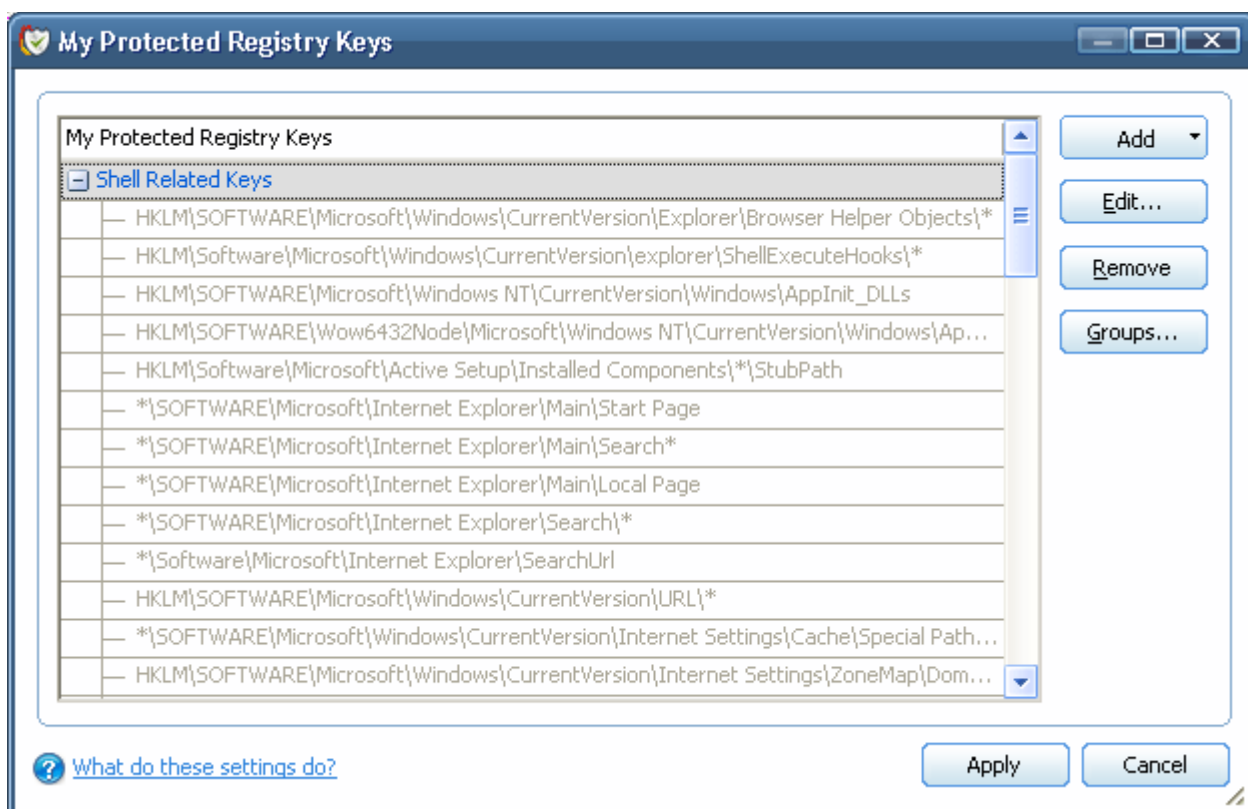 My Protected Registry Keys
My Protected Registry Keys
Shell Related Keys
HKLM\SOFTWARE\Microsoft\Windows\CurrentVersion\Explorer\Browser Helper Objects\*
HKLM\Software\Microsoft\Windows\CurrentVersion\explorer\ShellExecuteHooks\*
HKLM\SOFTWARE\Microsoft\Windows NT\CurrentVersion\Windows\AppInit_DLLs
HKLM\SOFTWARE\Wow6432Node\Microsoft\Windows NT\CurrentVersion\Windows\Ap...
HKLM\Software\Microsoft\Active Setup\Installed Components\*\StubPath
*\SOFTWARE\Microsoft\Internet Explorer\Main\Start Page
*\SOFTWARE\Microsoft\Internet Explorer\Main\Search*
*\SOFTWARE\Microsoft\Internet Explorer\Main\Local Page
*\SOFTWARE\Microsoft\Internet Explorer\Search\*
*\Software\Microsoft\Internet Explorer\SearchUrl
HKLM\SOFTWARE\Microsoft\Windows\CurrentVersion\URL\*
*\SOFTWARE\Microsoft\Windows\CurrentVersion\Internet Settings\Cache\Special Path...
HKLM\SOFTWARE\Microsoft\Windows\CurrentVersion\Internet Settings\ZoneMap\Dom...
Add
Edit...
Remove
Groups...
What do these settings do?
Apply
Cancel